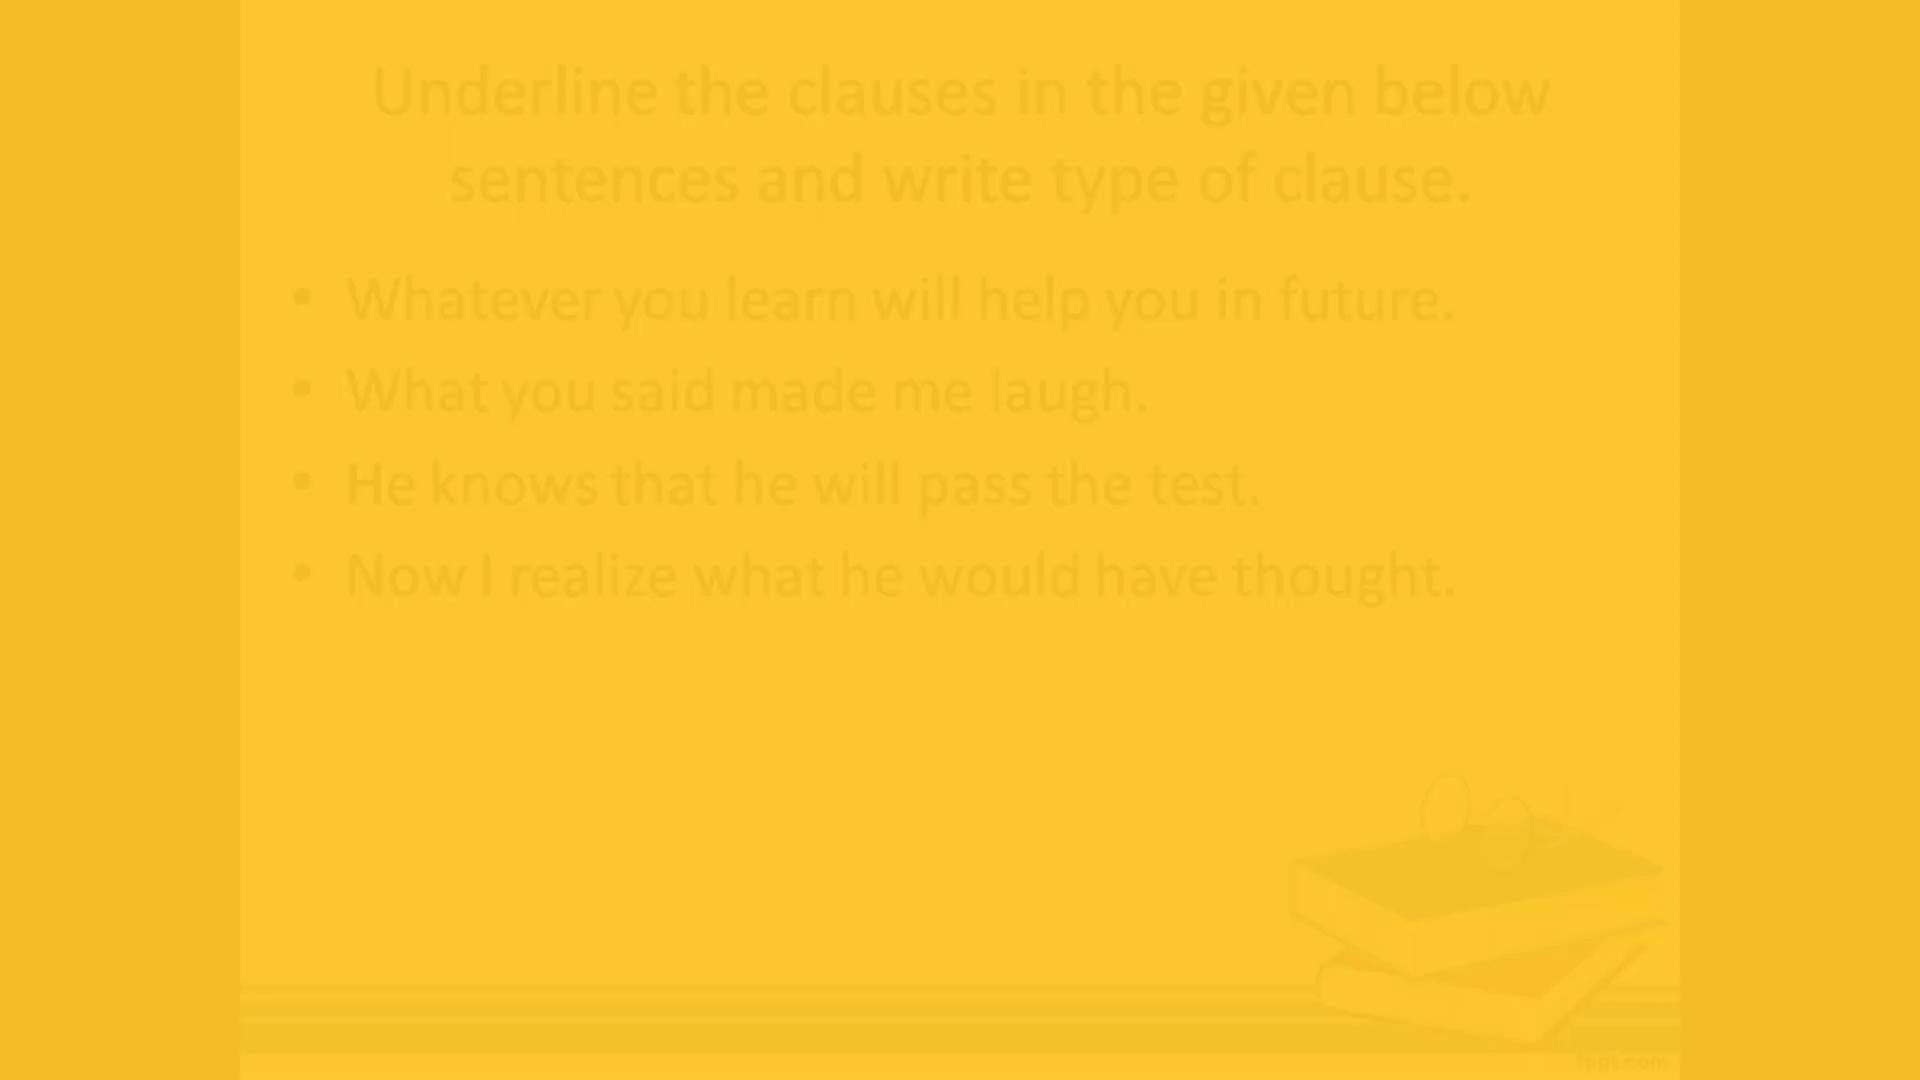 Underline the clauses in the given below
sentences and write type of clause.
• Whatever you learn will help you in future.
• What you said made me laugh.
• He knows that he will pass the test.
• Now I realize what he would have thought.
fppt.com